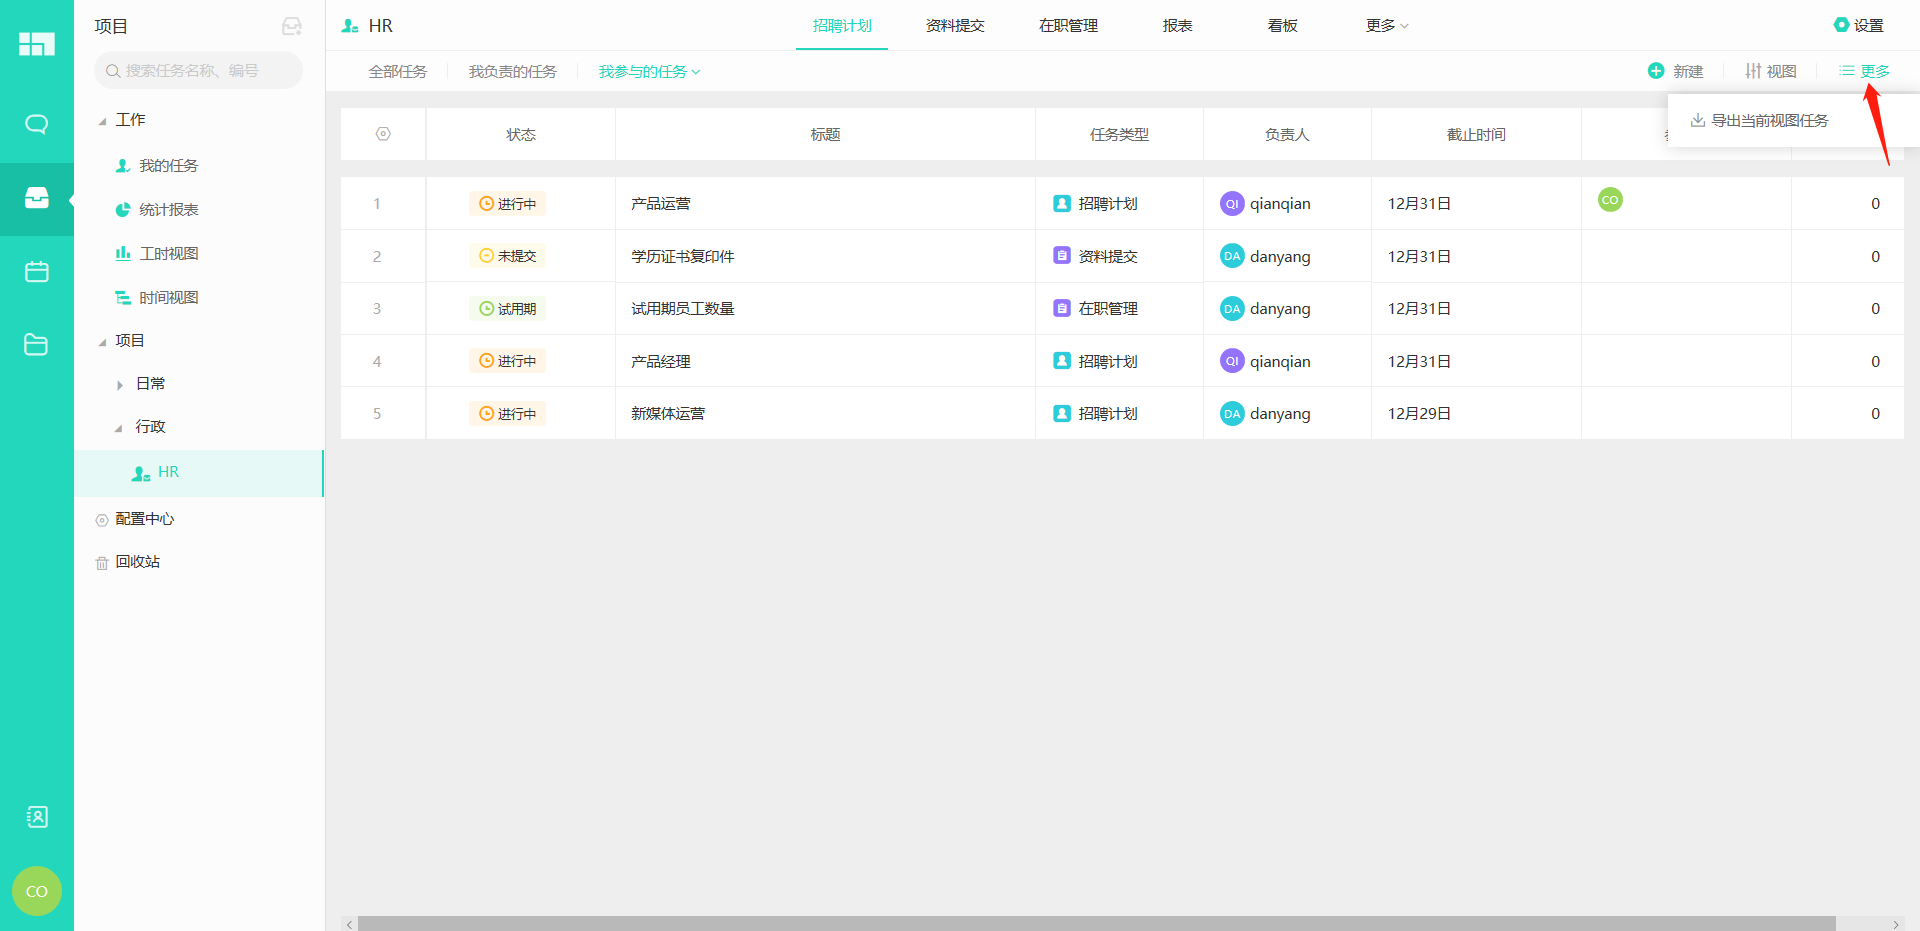 项目
搜索任务名称、编号
工作
我的任务
统计报表
工时视图
时间视图
项目
日常
行政
HR
配置中心
回收站
CO
HR
招聘计划 资料提交 在职管理 报表 看板 更多
设置
全部任务 我负责的任务 我参与的任务
新建 视图 更多
导出当前视图任务
状态 标题 任务类型 负责人 截止时间
1 进行中 产品运营 招聘计划 QI qianqian 12月31日 CO 0
2 未提交 学历证书复印件 资料提交 DA danyang 12月31日 0
3 试用期 试用期员工数量 在职管理 DA danyang 12月31日 0
4 进行中 产品经理 招聘计划 QI qianqian 12月31日 0
5 进行中 新媒体运营 招聘计划 DA danyang 12月29日 0